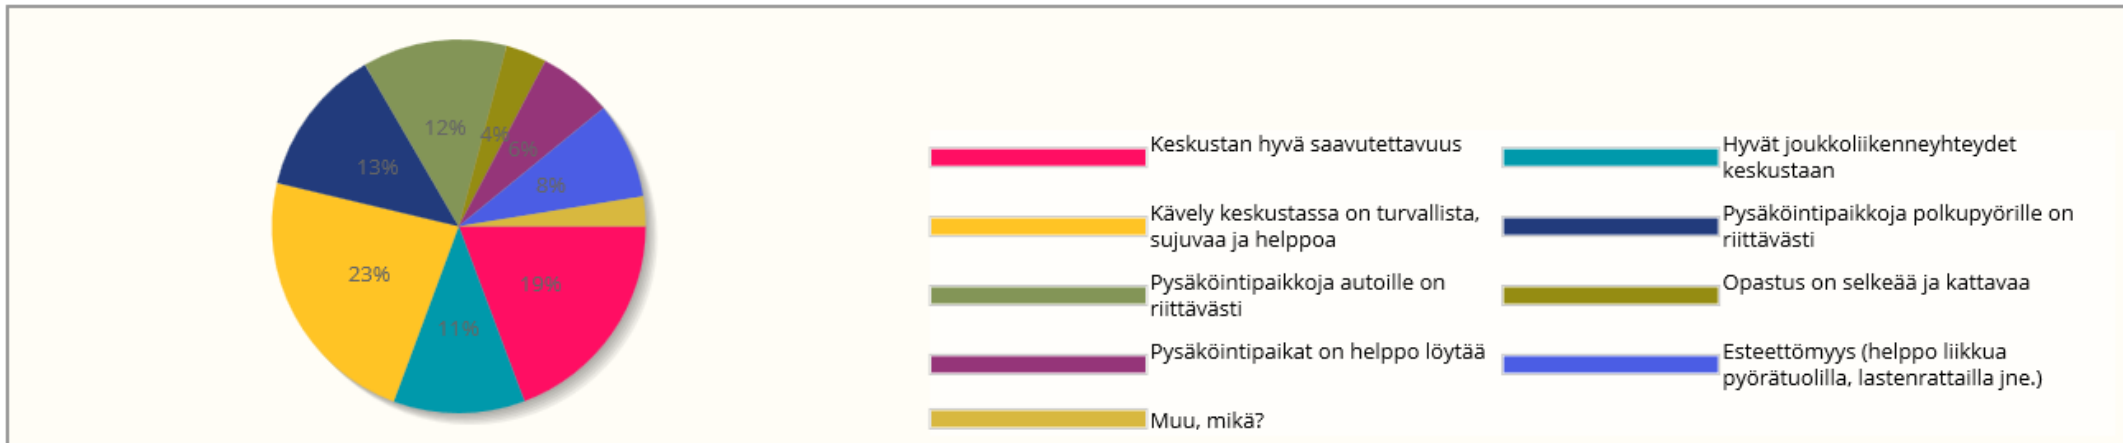 12%
4%
6%
13%
8%
23%
19%
11%
Keskustan hyvä saavutettavuus
Hyvät joukkoliikenneyhteydet
keskustaan
Kävely keskustassa on turvallista,
sujuvaa ja helppoa
Pysäköintipaikkoja polkupyörille on
riittävästi
Pysäköintipaikkoja autoille on
riittävästi
Opastus on selkeää ja kattavaa
Pysäköintipaikat on helppo löytää
Esteettömyys (helppo liikkua
pyörätuolilla, lastenrattailla jne.)
Muu, mikä?